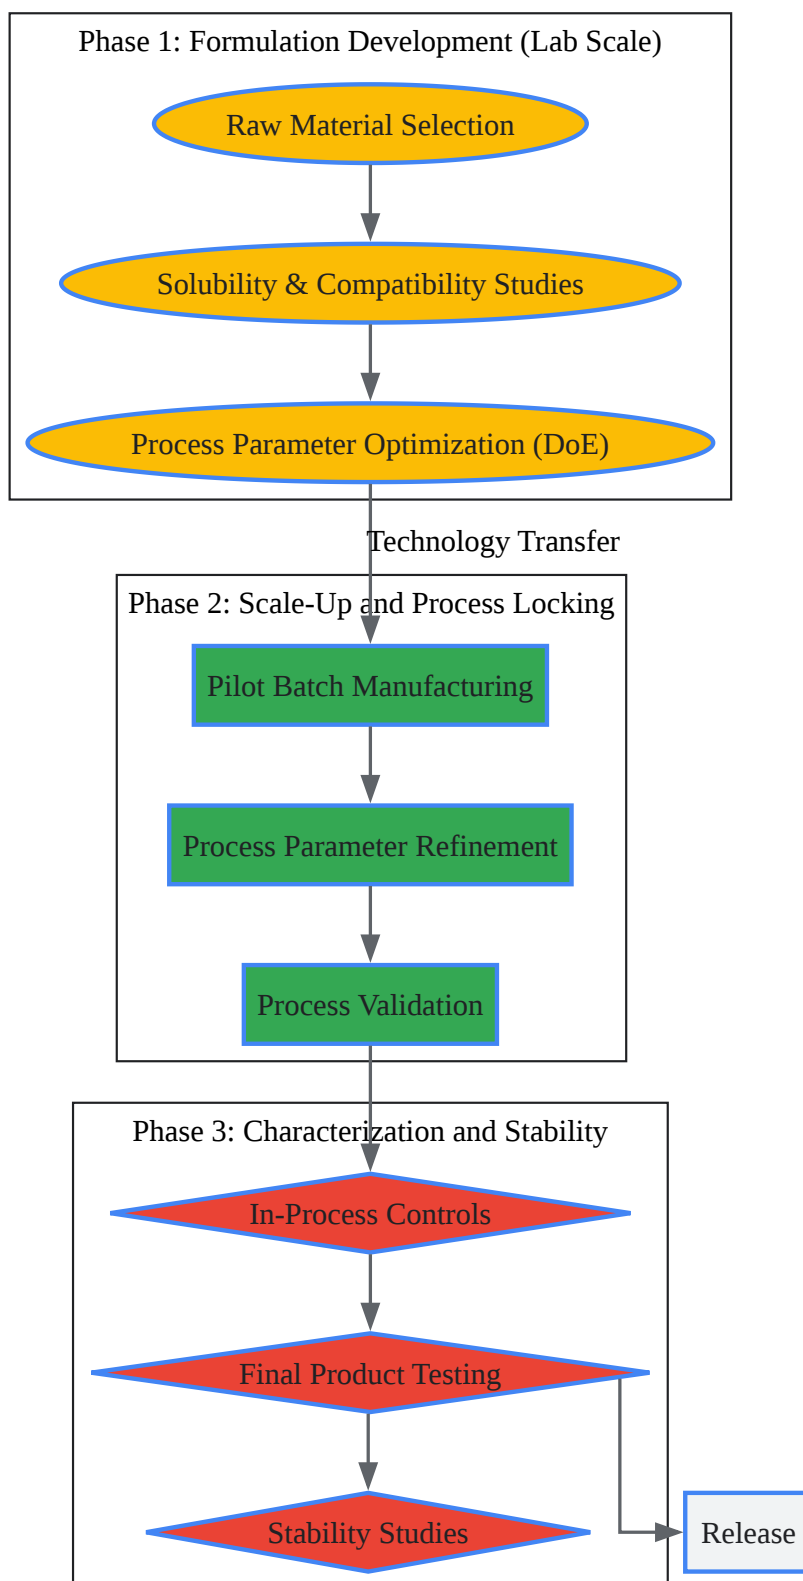 Phase 1: Formulation Development (Lab Scale)
Raw Material Selection
Solubility & Compatibility Studies
Process Parameter Optimization (DoE)
Technology Transfer
Phase 2: Scale-Up and Process Locking
Pilot Batch Manufacturing
Process Parameter Refinement
Process Validation
Phase 3: Characterization and Stability
In-Process Controls
Final Product Testing
Stability Studies
Release